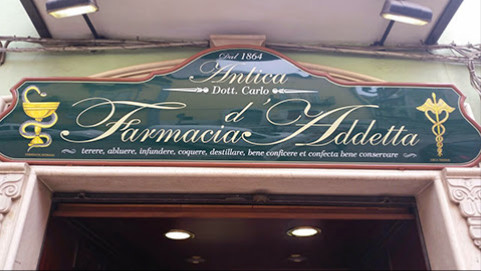 Dal 1864
Antica
Dott. Carlo
Farmacia d'Addetta
terere, abluere, infundere, coquere, destillare, bene conficere et confecta bene conservare